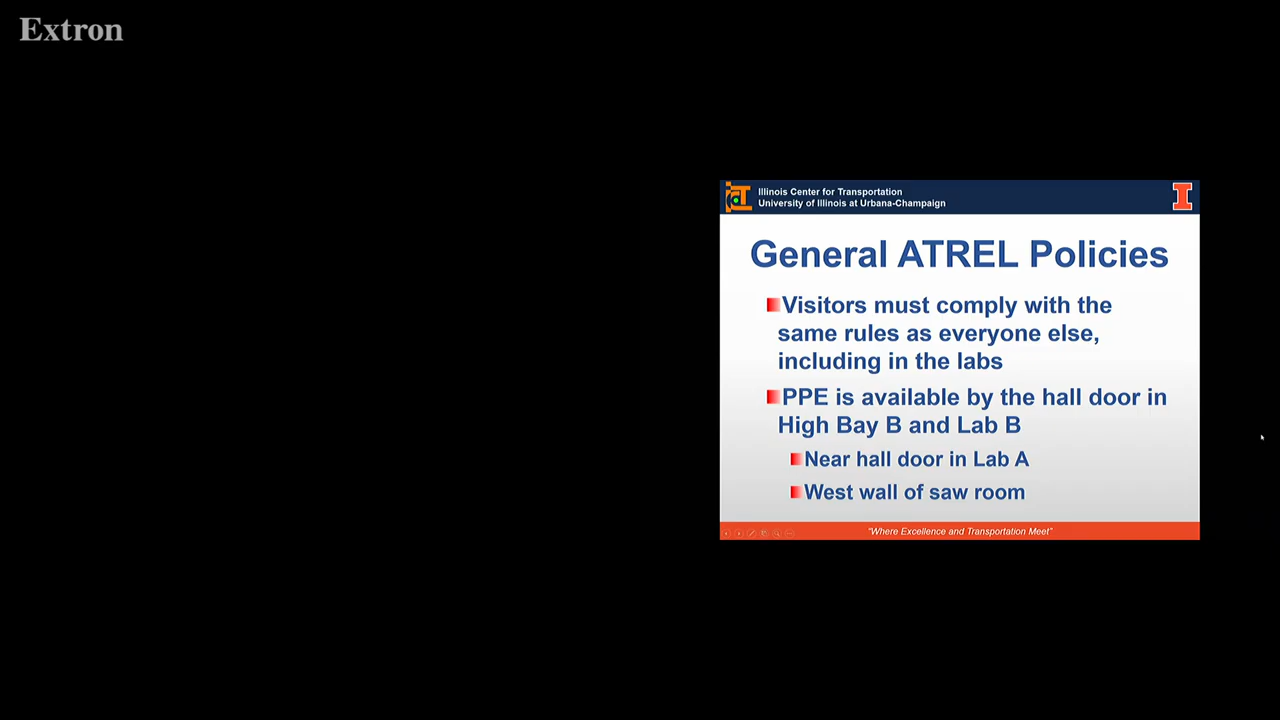 Extron
Illinois Center for Transportation
University of Illinois at Urbana-Champaign
I
General ATREL Policies
Visitors must comply with the
same rules as everyone else,
including in the labs
PPE is available by the hall door in
High Bay B and Lab B
Near hall door in Lab A
West wall of saw room
"Where Excellence and Transportation Meet"